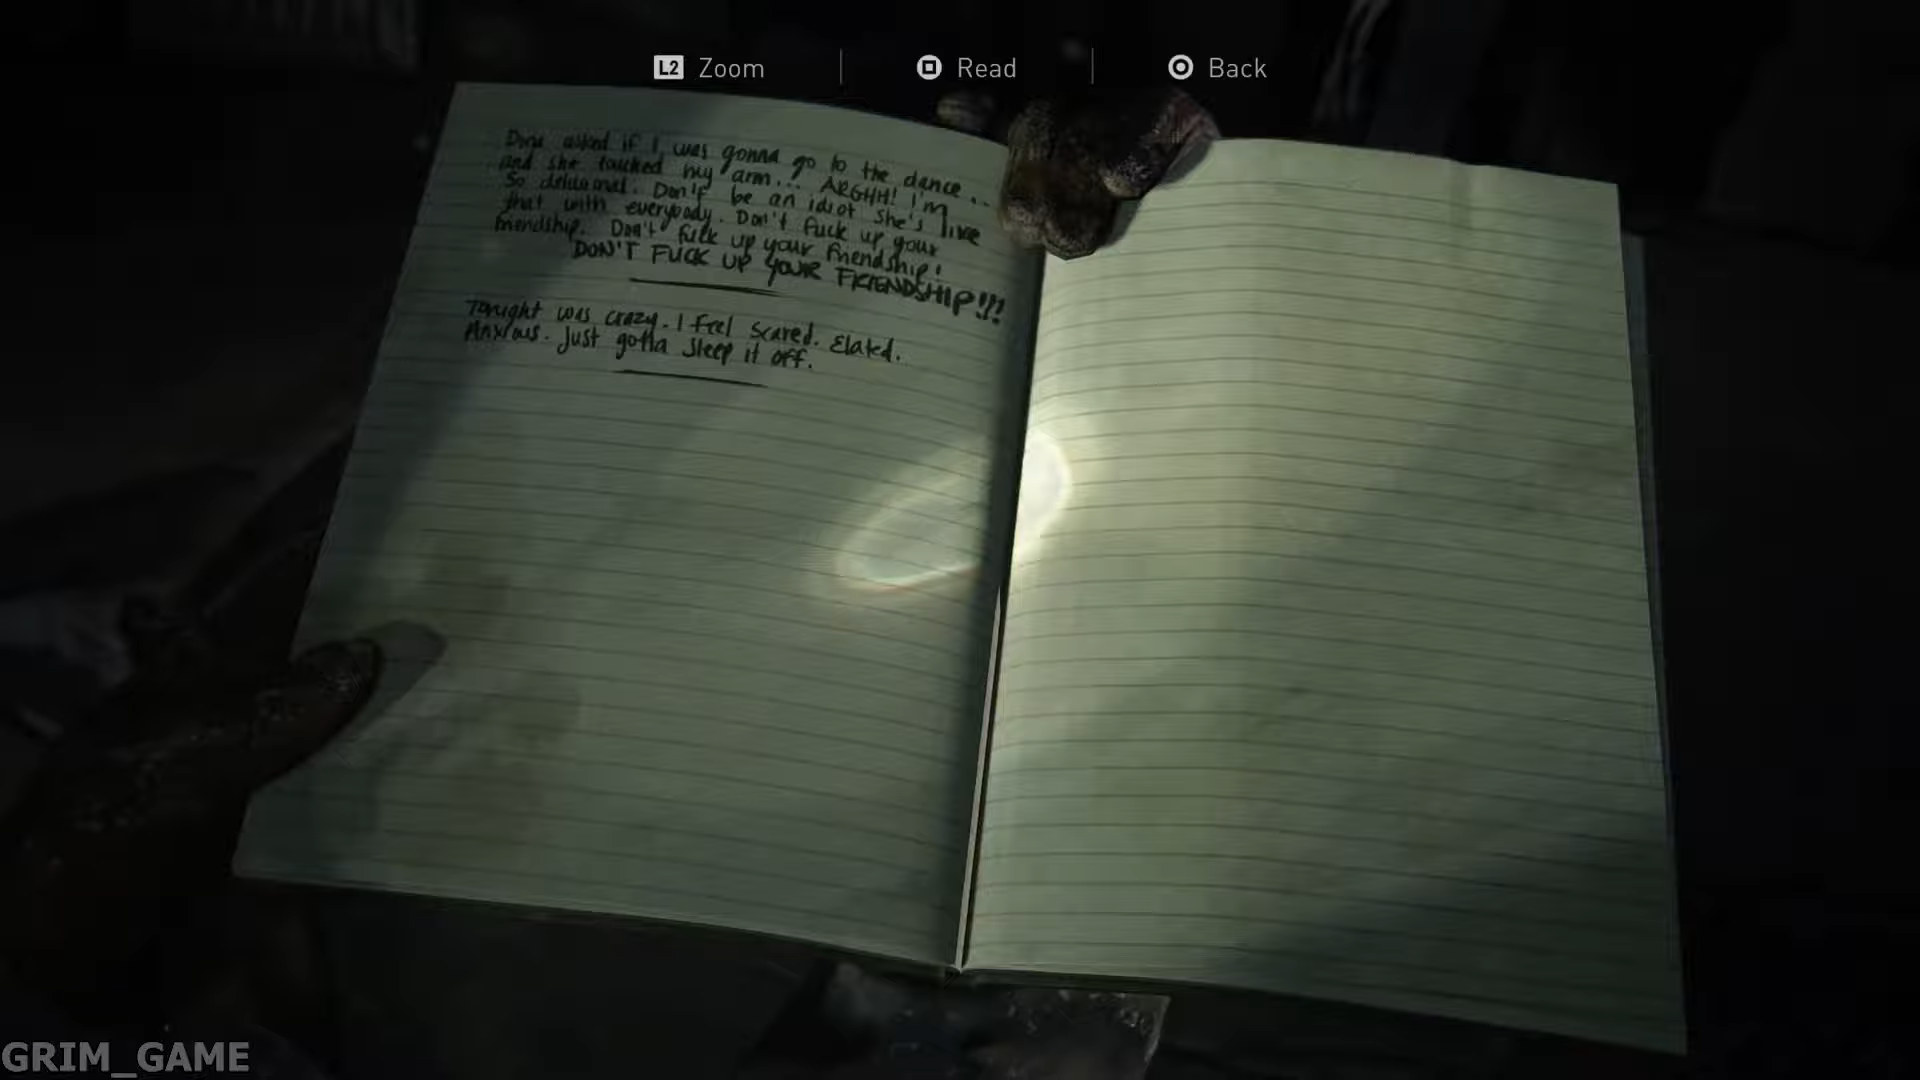 L2 Zoom
Read
Back
Dina asked if I was gonna go to the dance...
and she touched my arm... ARGHH! I'm
So delusional. Don't be an idiot she's like
that with everybody. Don't fuck up your
friendship. Don't fuck up your friendship!
DON'T FUCK UP YOUR FRIENDSHIP!!!
Tonight was crazy. I feel scared. Elated.
Anxious. Just gotta sleep it off.
GRIM_GAME